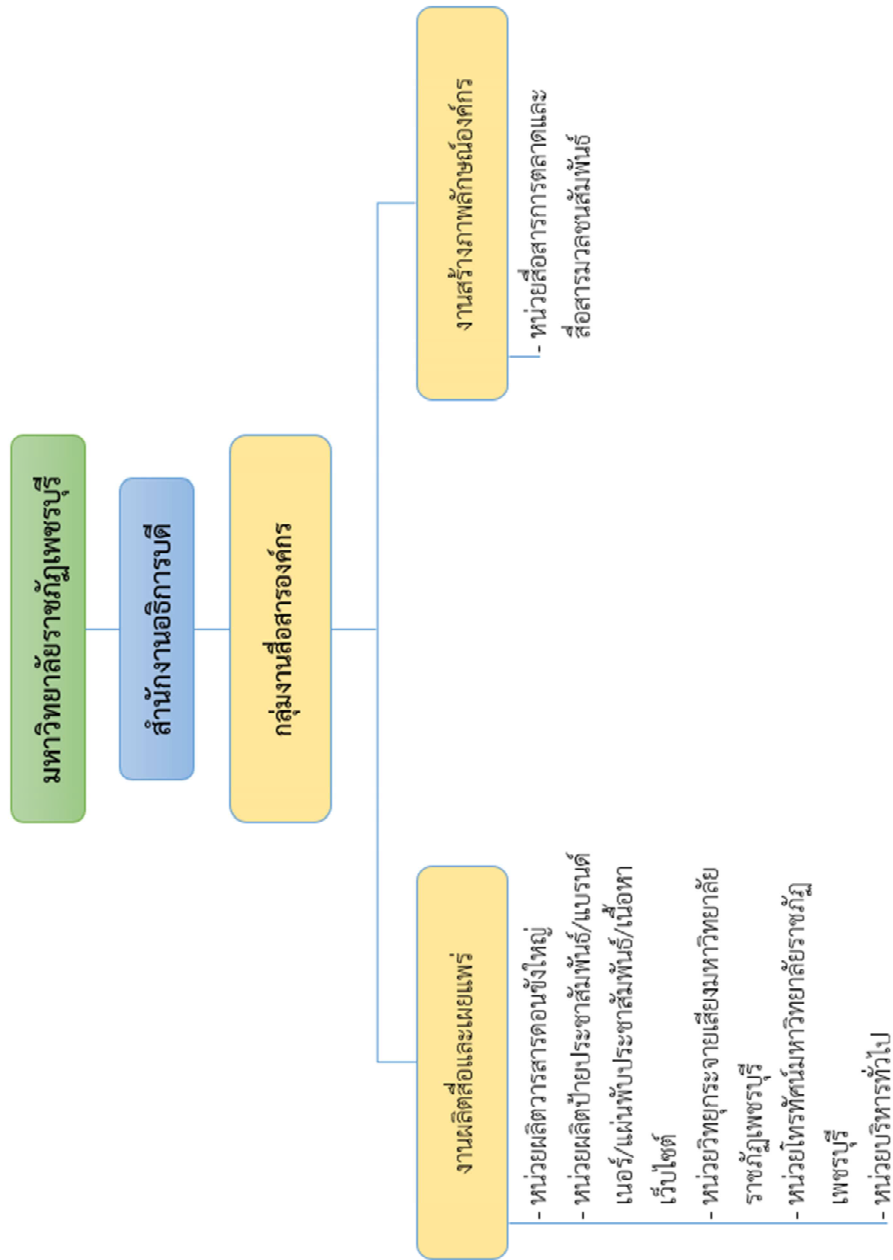 มหาวิทยาลัยราชภัฏเพชรบุรี
สำนักงานอธิการบดี
กลุ่มงานสื่อสารองค์กร
งานผลิตสื่อและเผยแพร่
- หน่วยผลิตวารสารดอนขังใหญ่
- หน่วยผลิตป้ายประชาสัมพันธ์/แบรนด์
เนอร์/แผ่นพับประชาสัมพันธ์/เนื้อหา
เว็บไซต์
- หน่วยวิทยุกระจายเสียงมหาวิทยาลัย
ราชภัฏเพชรบุรี
- หน่วยโทรทัศน์มหาวิทยาลัยราชภัฏ
เพชรบุรี
- หน่วยบริหารทั่วไป
งานสร้างภาพลักษณ์องค์กร
- หน่วยสื่อสารการตลาดและ
สื่อสารมวลชนสัมพันธ์